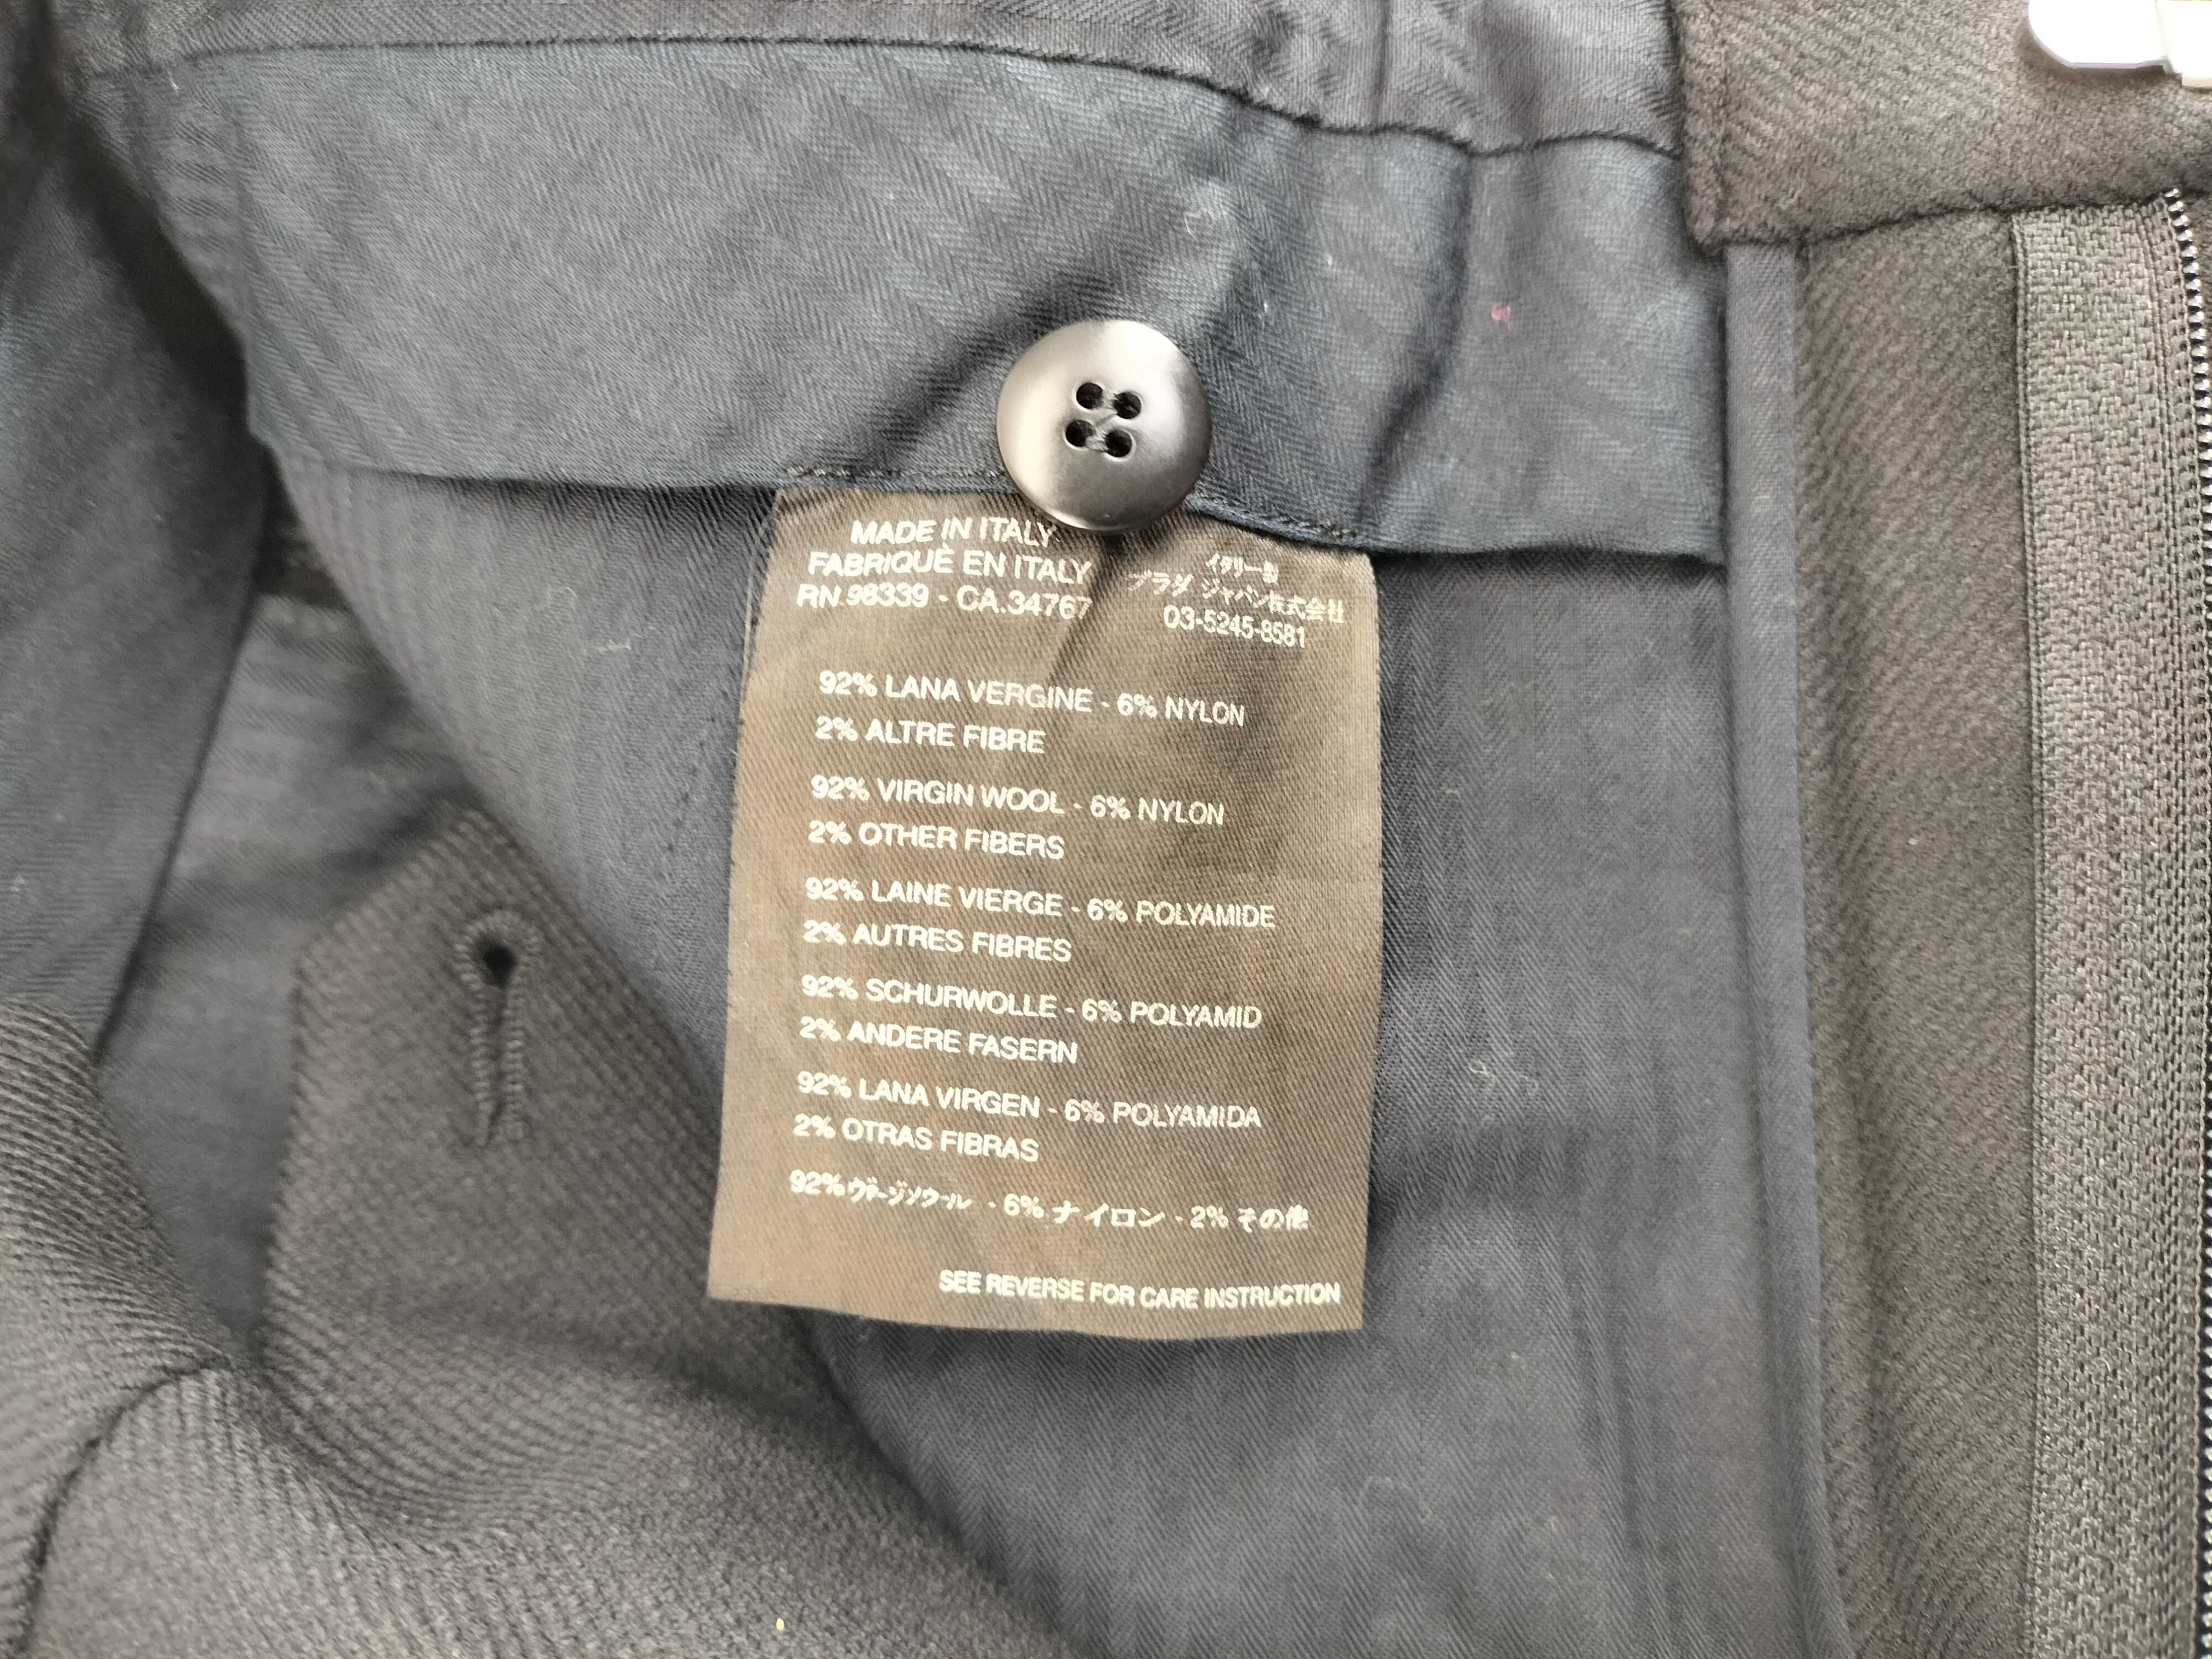 MADE IN ITALY
FABRIQUÉ EN ITALY
RN.98339 - CA.34767
イタリー製
プラダ ジャパン株式会社
03-5245-8581
92% LANA VERGINE - 6% NYLON
2% ALTRE FIBRE
92% VIRGIN WOOL - 6% NYLON
2% OTHER FIBERS
92% LAINE VIERGE - 6% POLYAMIDE
2% AUTRES FIBRES
92% SCHURWOLLE - 6% POLYAMID
2% ANDERE FASERN
92% LANA VIRGEN - 6% POLYAMIDA
2% OTRAS FIBRAS
92% ヴァージンウール - 6% ナイロン - 2% その他
SEE REVERSE FOR CARE INSTRUCTION